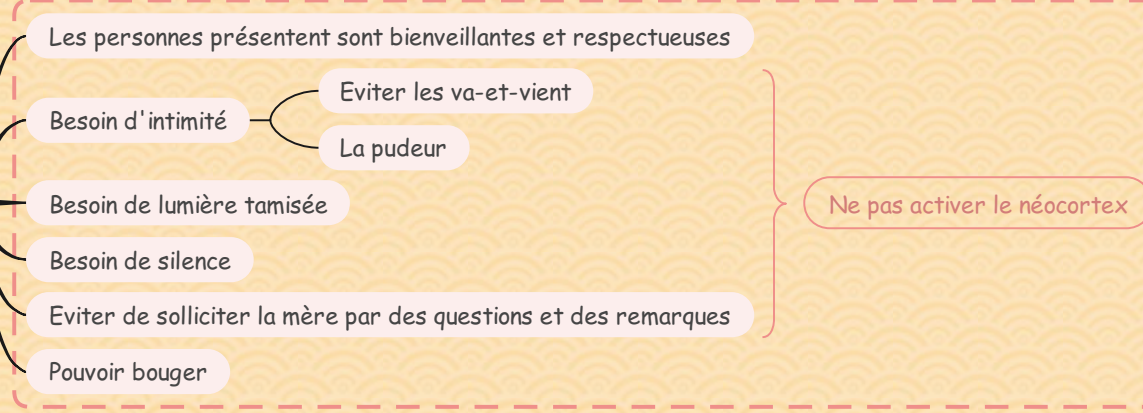 Les personnes présentent sont bienveillantes et respectueuses
Besoin d'intimité
Eviter les va-et-vient
La pudeur
Besoin de lumière tamisée
Besoin de silence
Eviter de solliciter la mère par des questions et des remarques
Pouvoir bouger
Ne pas activer le néocortex